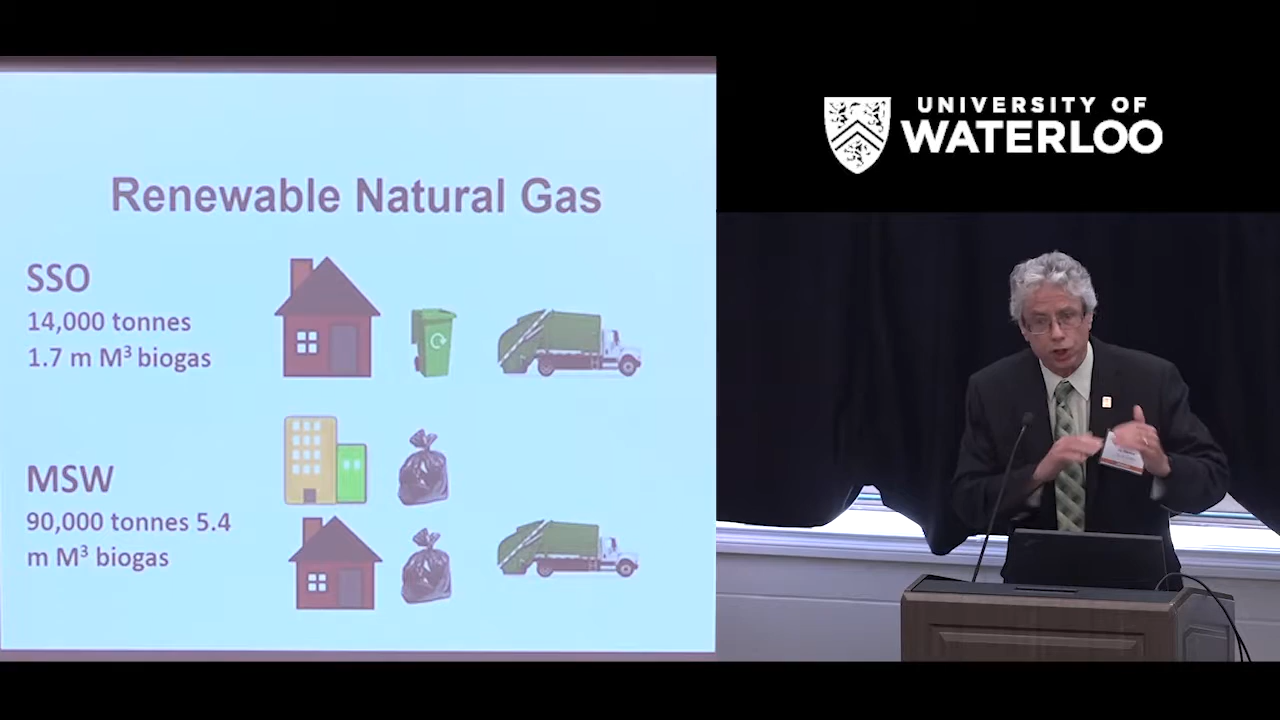 UNIVERSITY OF
WATERLOO
Renewable Natural Gas
SSO
14,000 tonnes
1.7 m M³ biogas
MSW
90,000 tonnes 5.4
m M³ biogas